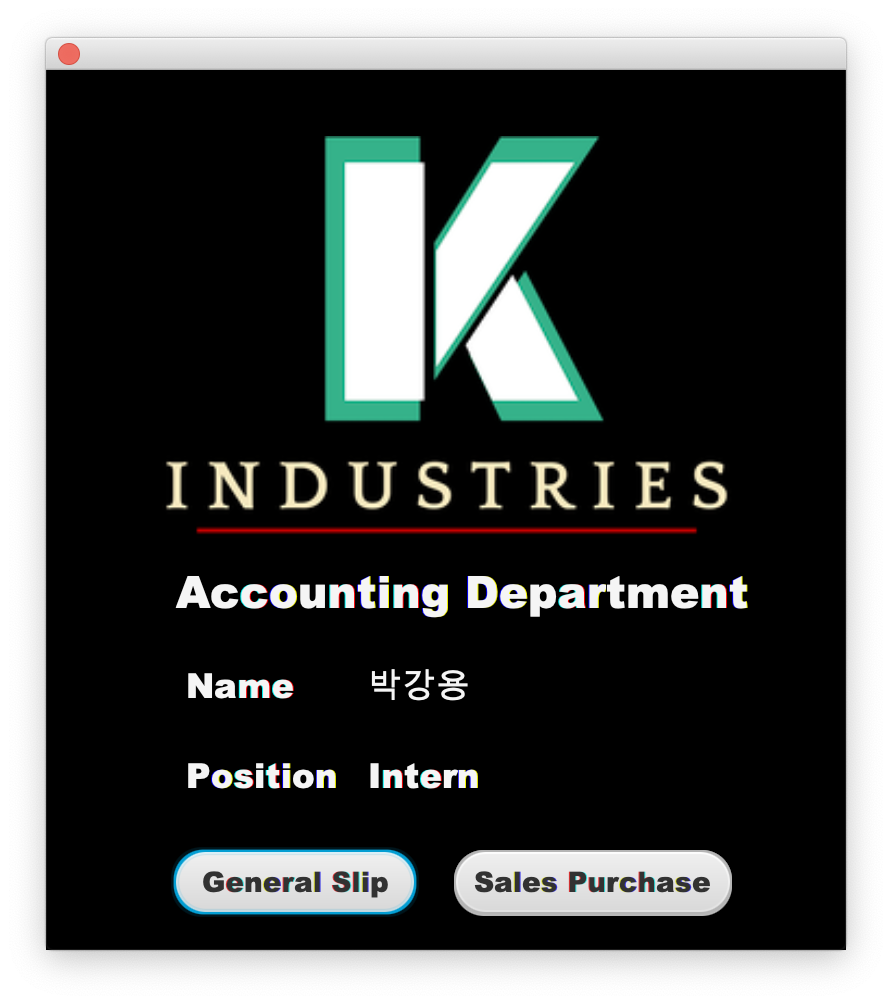 K
INDUSTRIES
Accounting Department
Name 박강용
Position Intern
General Slip Sales Purchase